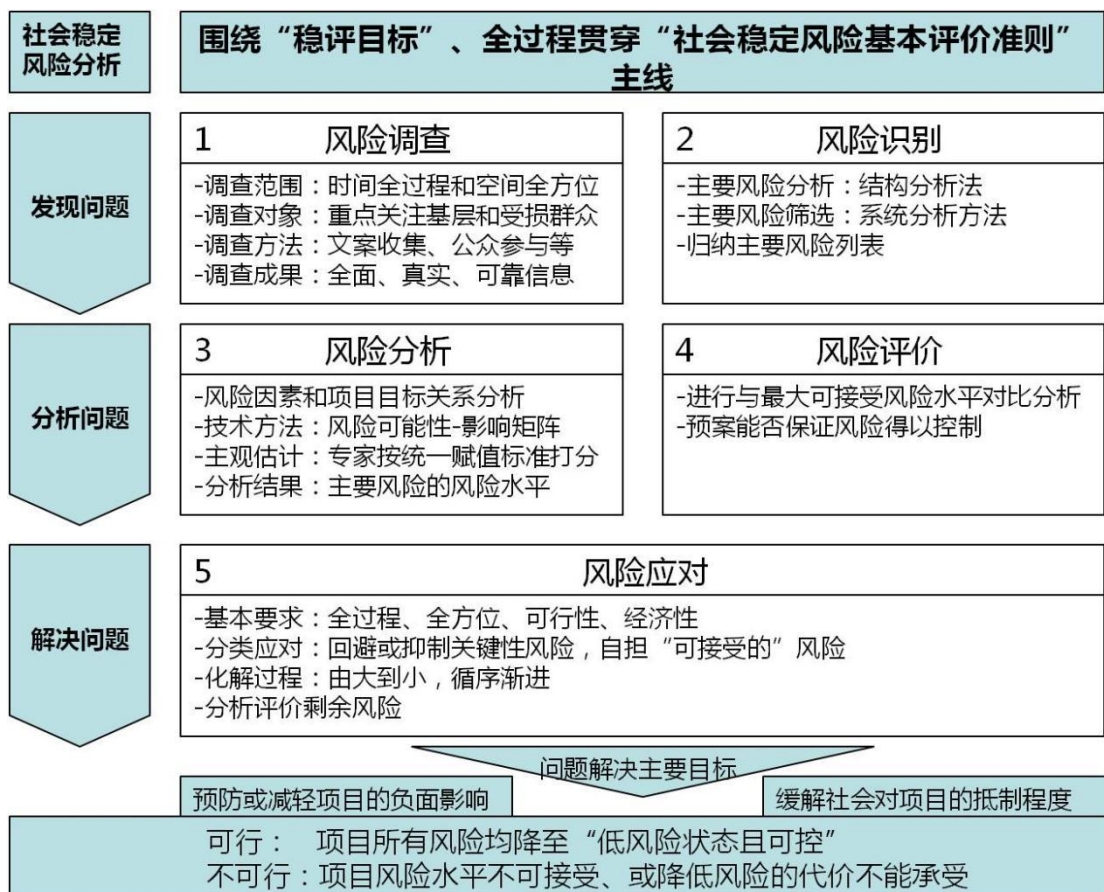 社会稳定
风险分析
围绕“稳评目标”、全过程贯穿“社会稳定风险基本评价准则”
主线
发现问题
1 风险调查
-调查范围：时间全过程和空间全方位
-调查对象：重点关注基层和受损群众
-调查方法：文案收集、公众参与等
-调查成果：全面、真实、可靠信息
2 风险识别
-主要风险分析：结构分析法
-主要风险筛选：系统分析方法
-归纳主要风险列表
分析问题
3 风险分析
-风险因素和项目目标关系分析
-技术方法：风险可能性-影响矩阵
-主观估计：专家按统一赋值标准打分
-分析结果：主要风险的风险水平
4 风险评价
-进行与最大可接受风险水平对比分析
-预案能否保证风险得以控制
解决问题
5 风险应对
-基本要求：全过程、全方位、可行性、经济性
-分类应对：回避或抑制关键性风险，自担“可接受的”风险
-化解过程：由大到小，循序渐进
-分析评价剩余风险
问题解决主要目标
预防或减轻项目的负面影响
缓解社会对项目的抵制程度
可行： 项目所有风险均降至“低风险状态且可控”
不可行：项目风险水平不可接受、或降低风险的代价不能承受